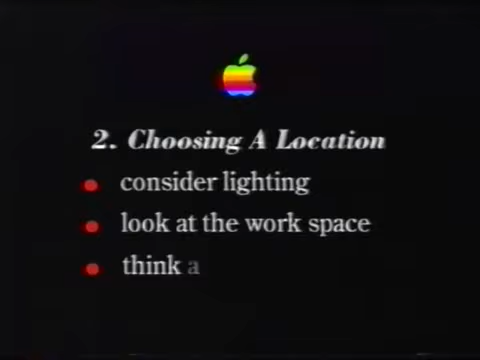 2. Choosing A Location
consider lighting
look at the work space
think a